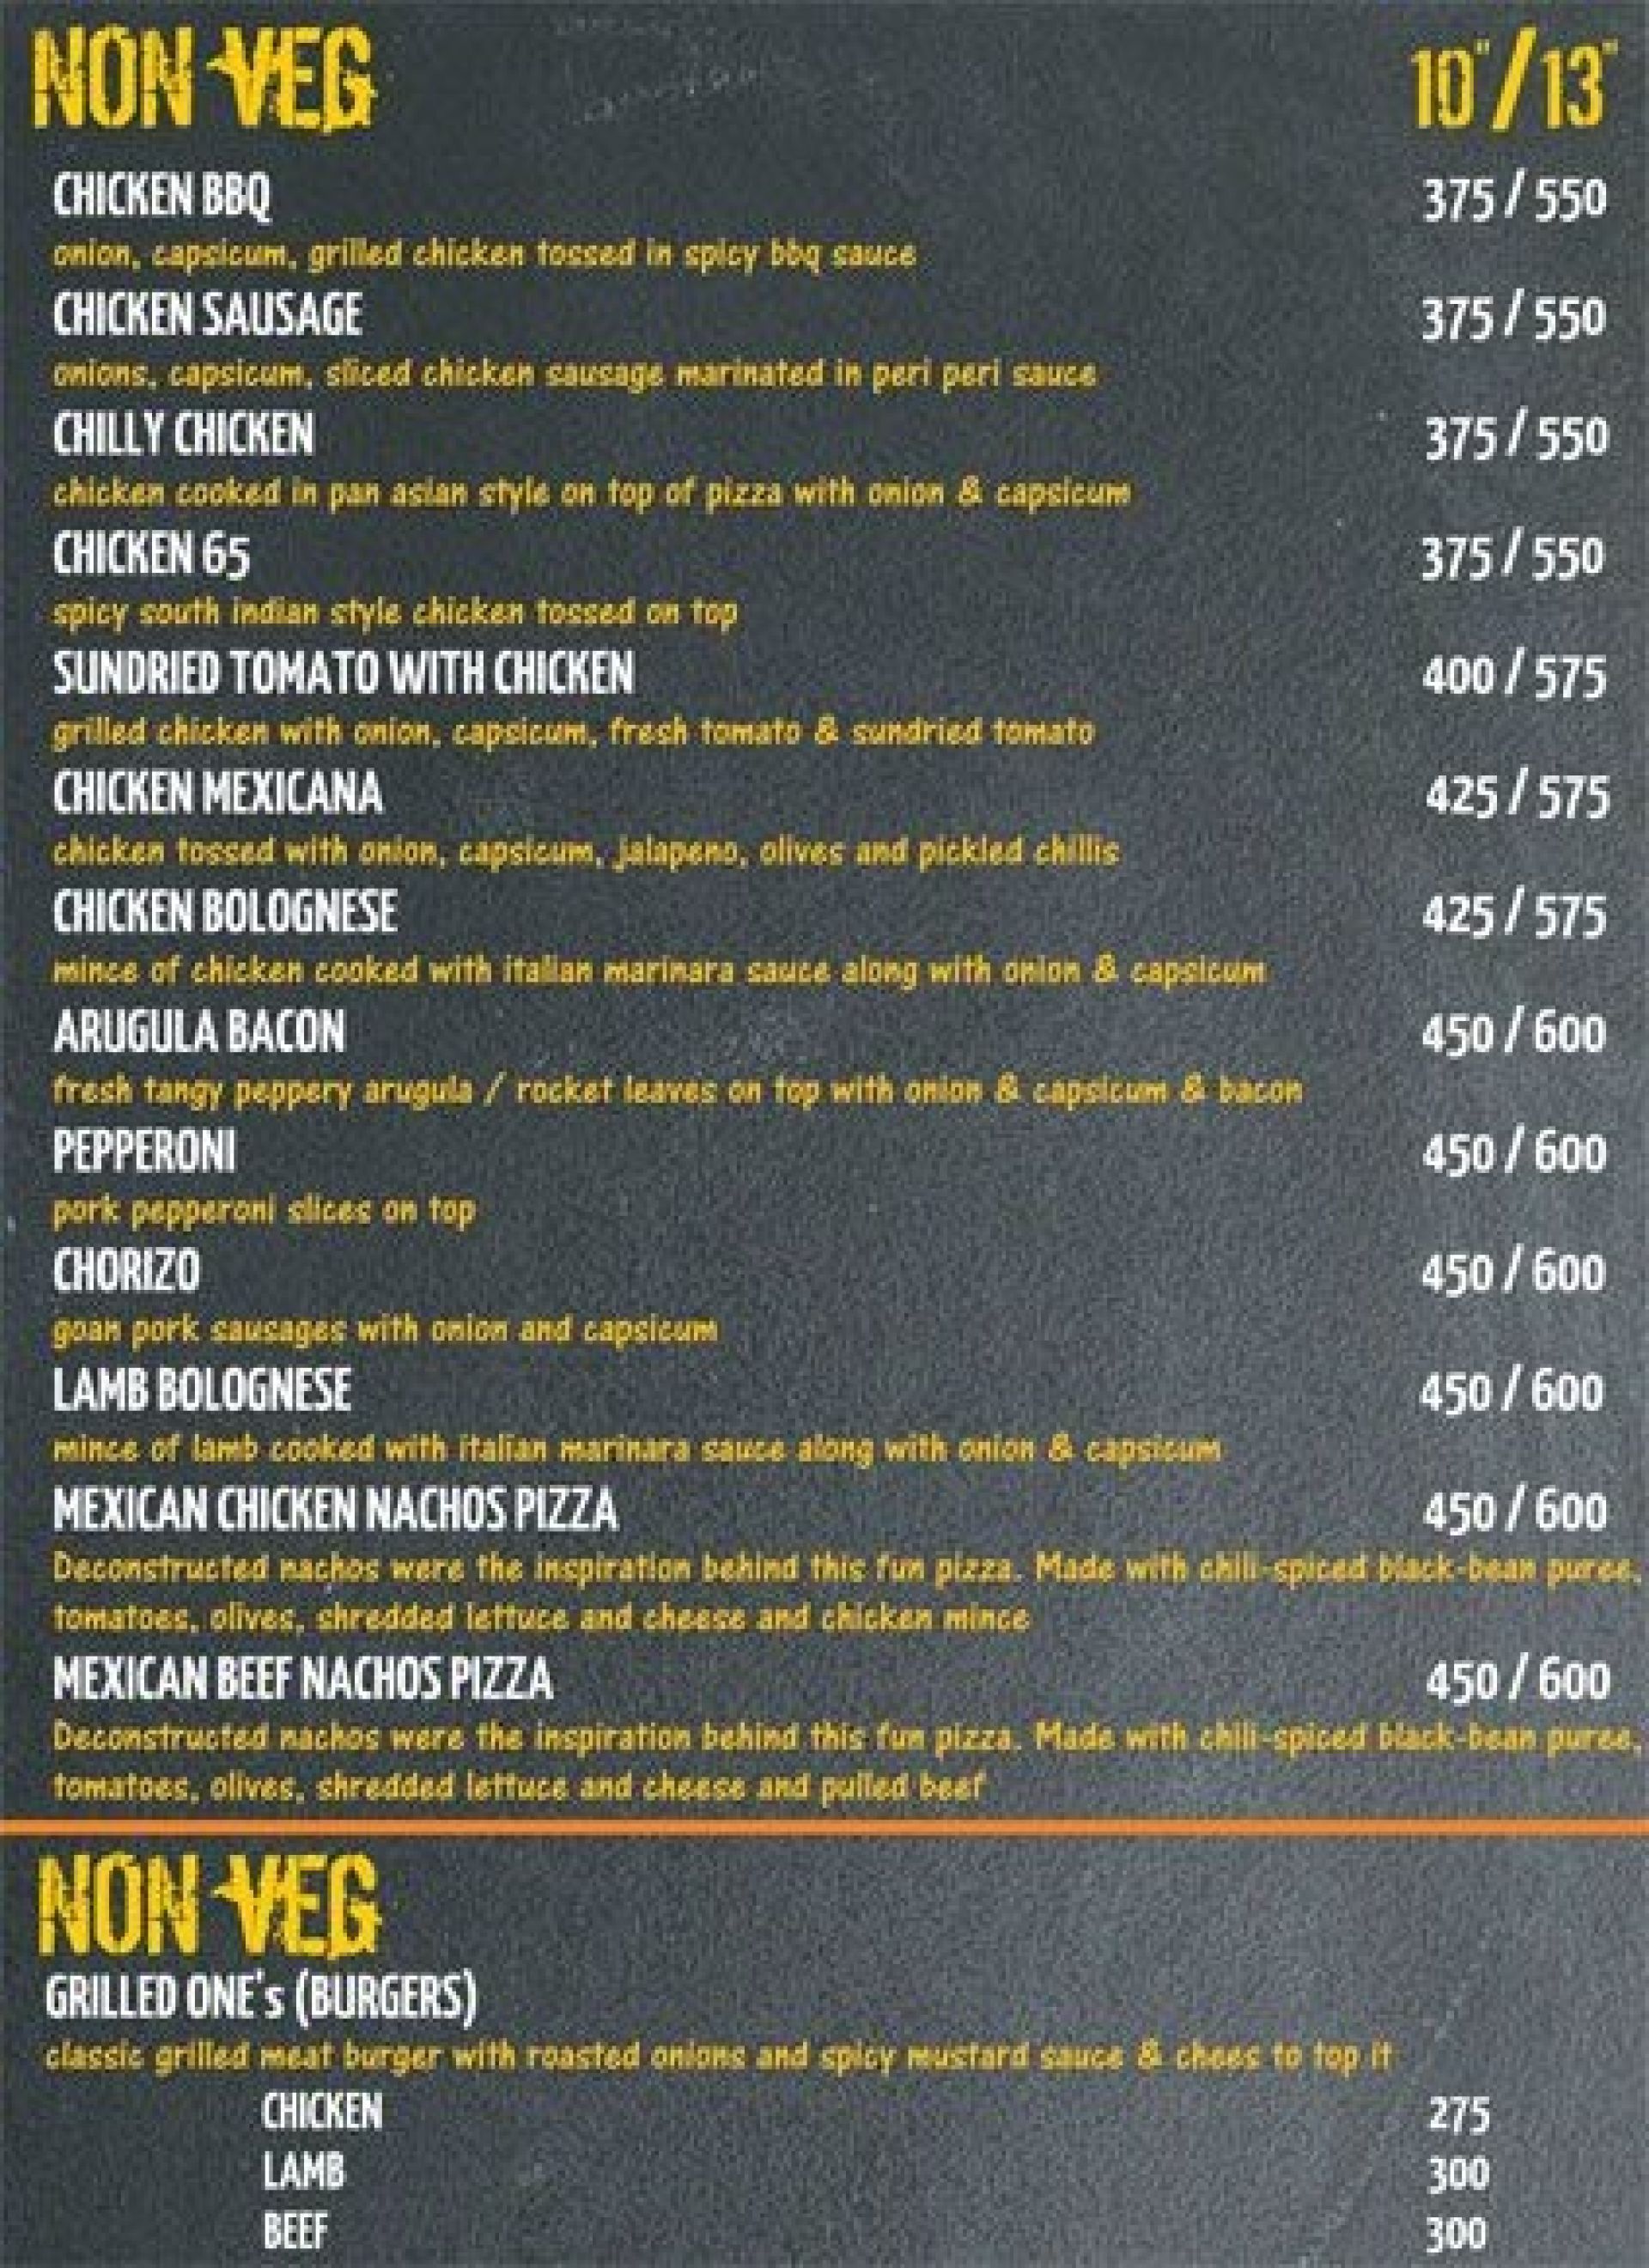 NON VEG 10"/13"
CHICKEN BBQ 375 / 550
onion, capsicum, grilled chicken tossed in spicy bbq sauce
CHICKEN SAUSAGE 375 / 550
onions, capsicum, sliced chicken sausage marinated in peri peri sauce
CHILLY CHICKEN 375 / 550
chicken cooked in pan asian style on top of pizza with onion & capsicum
CHICKEN 65 375 / 550
spicy south indian style chicken tossed on top
SUNDRIED TOMATO WITH CHICKEN 400 / 575
grilled chicken with onion, capsicum, fresh tomato & sundried tomato
CHICKEN MEXICANA 425 / 575
chicken tossed with onion, capsicum, jalapeno, olives and pickled chillis
CHICKEN BOLOGNESE 425 / 575
mince of chicken cooked with italian marinara sauce along with onion & capsicum
ARUGULA BACON 450 / 600
fresh tangy peppery arugula / rocket leaves on top with onion & capsicum & bacon
PEPPERONI 450 / 600
pork pepperoni slices on top
CHORIZO 450 / 600
goan pork sausages with onion and capsicum
LAMB BOLOGNESE 450 / 600
mince of lamb cooked with italian marinara sauce along with onion & capsicum
MEXICAN CHICKEN NACHOS PIZZA 450 / 600
Deconstructed nachos were the inspiration behind this fun pizza. Made with chili-spiced black-bean puree,
tomatoes, olives, shredded lettuce and cheese and chicken mince
MEXICAN BEEF NACHOS PIZZA 450 / 600
Deconstructed nachos were the inspiration behind this fun pizza. Made with chili-spiced black-bean puree,
tomatoes, olives, shredded lettuce and cheese and pulled beef
NON VEG
GRILLED ONE's (BURGERS)
classic grilled meat burger with roasted onions and spicy mustard sauce & chees to top it
CHICKEN 275
LAMB 300
BEEF 300